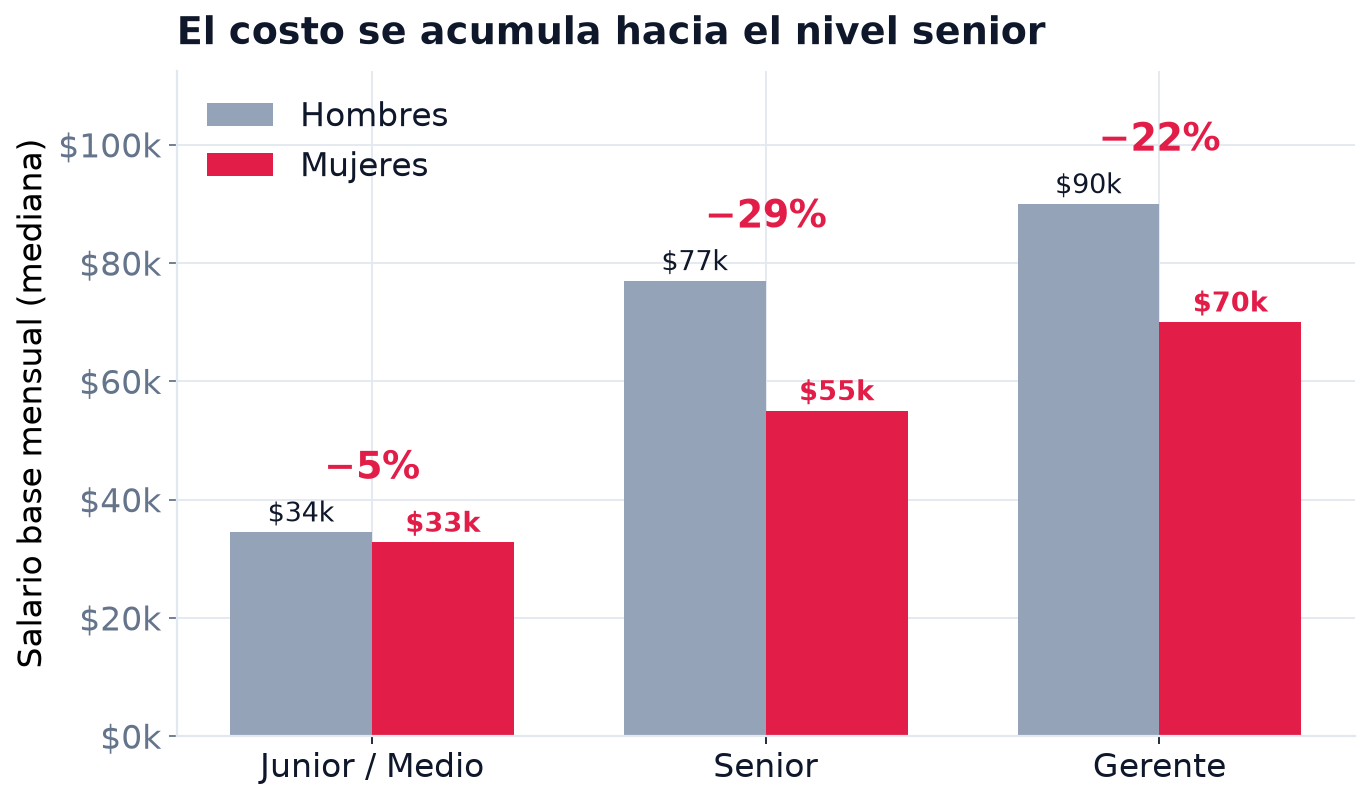 El costo se acumula hacia el nivel senior
Hombres
Mujeres
Salario base mensual (mediana)
$100k
$80k
$60k
$40k
$20k
$0k
−5%
$34k
$33k
−29%
$77k
$55k
−22%
$90k
$70k
Junior / Medio
Senior
Gerente